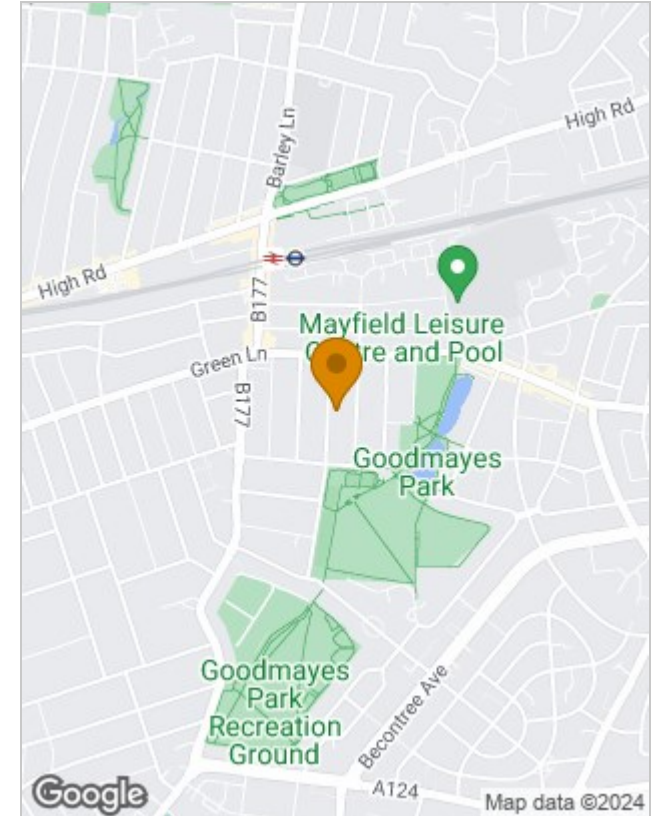 High Rd
Barley Ln
High Rd
B177
Mayfield Leisure
Centre and Pool
Green Ln
B177
Goodmayes
Park
Goodmayes
Park
Recreation
Ground
Becontree Ave
A124
Google
Map data ©2024